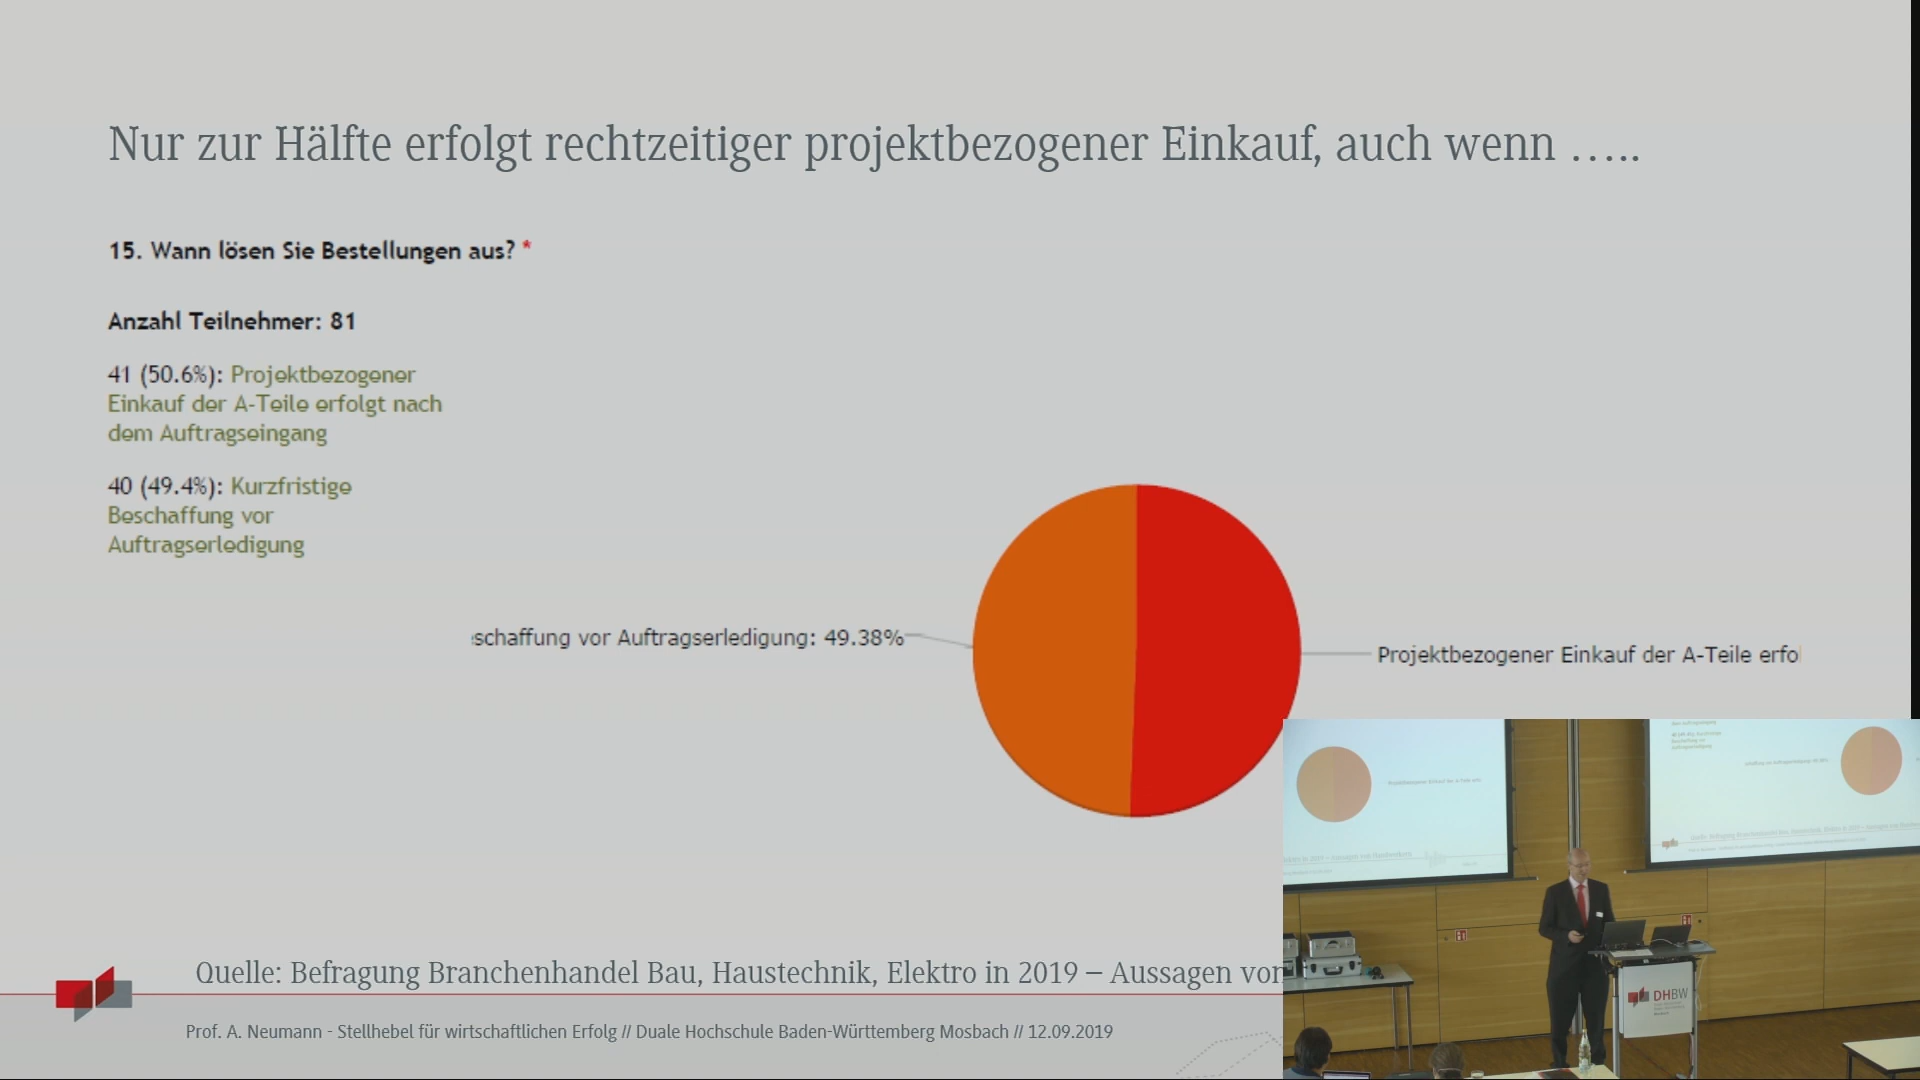 Nur zur Hälfte erfolgt rechtzeitiger projektbezogener Einkauf, auch wenn …..
15. Wann lösen Sie Bestellungen aus? *
Anzahl Teilnehmer: 81
41 (50.6%): Projektbezogener
Einkauf der A-Teile erfolgt nach
dem Auftragseingang
40 (49.4%): Kurzfristige
Beschaffung vor
Auftragserledigung
schaffung vor Auftragserledigung: 49.38%
Projektbezogener Einkauf der A-Teile erfo
Quelle: Befragung Branchenhandel Bau, Haustechnik, Elektro in 2019 – Aussagen von
Prof. A. Neumann - Stellhebel für wirtschaftlichen Erfolg // Duale Hochschule Baden-Württemberg Mosbach // 12.09.2019
DHBW